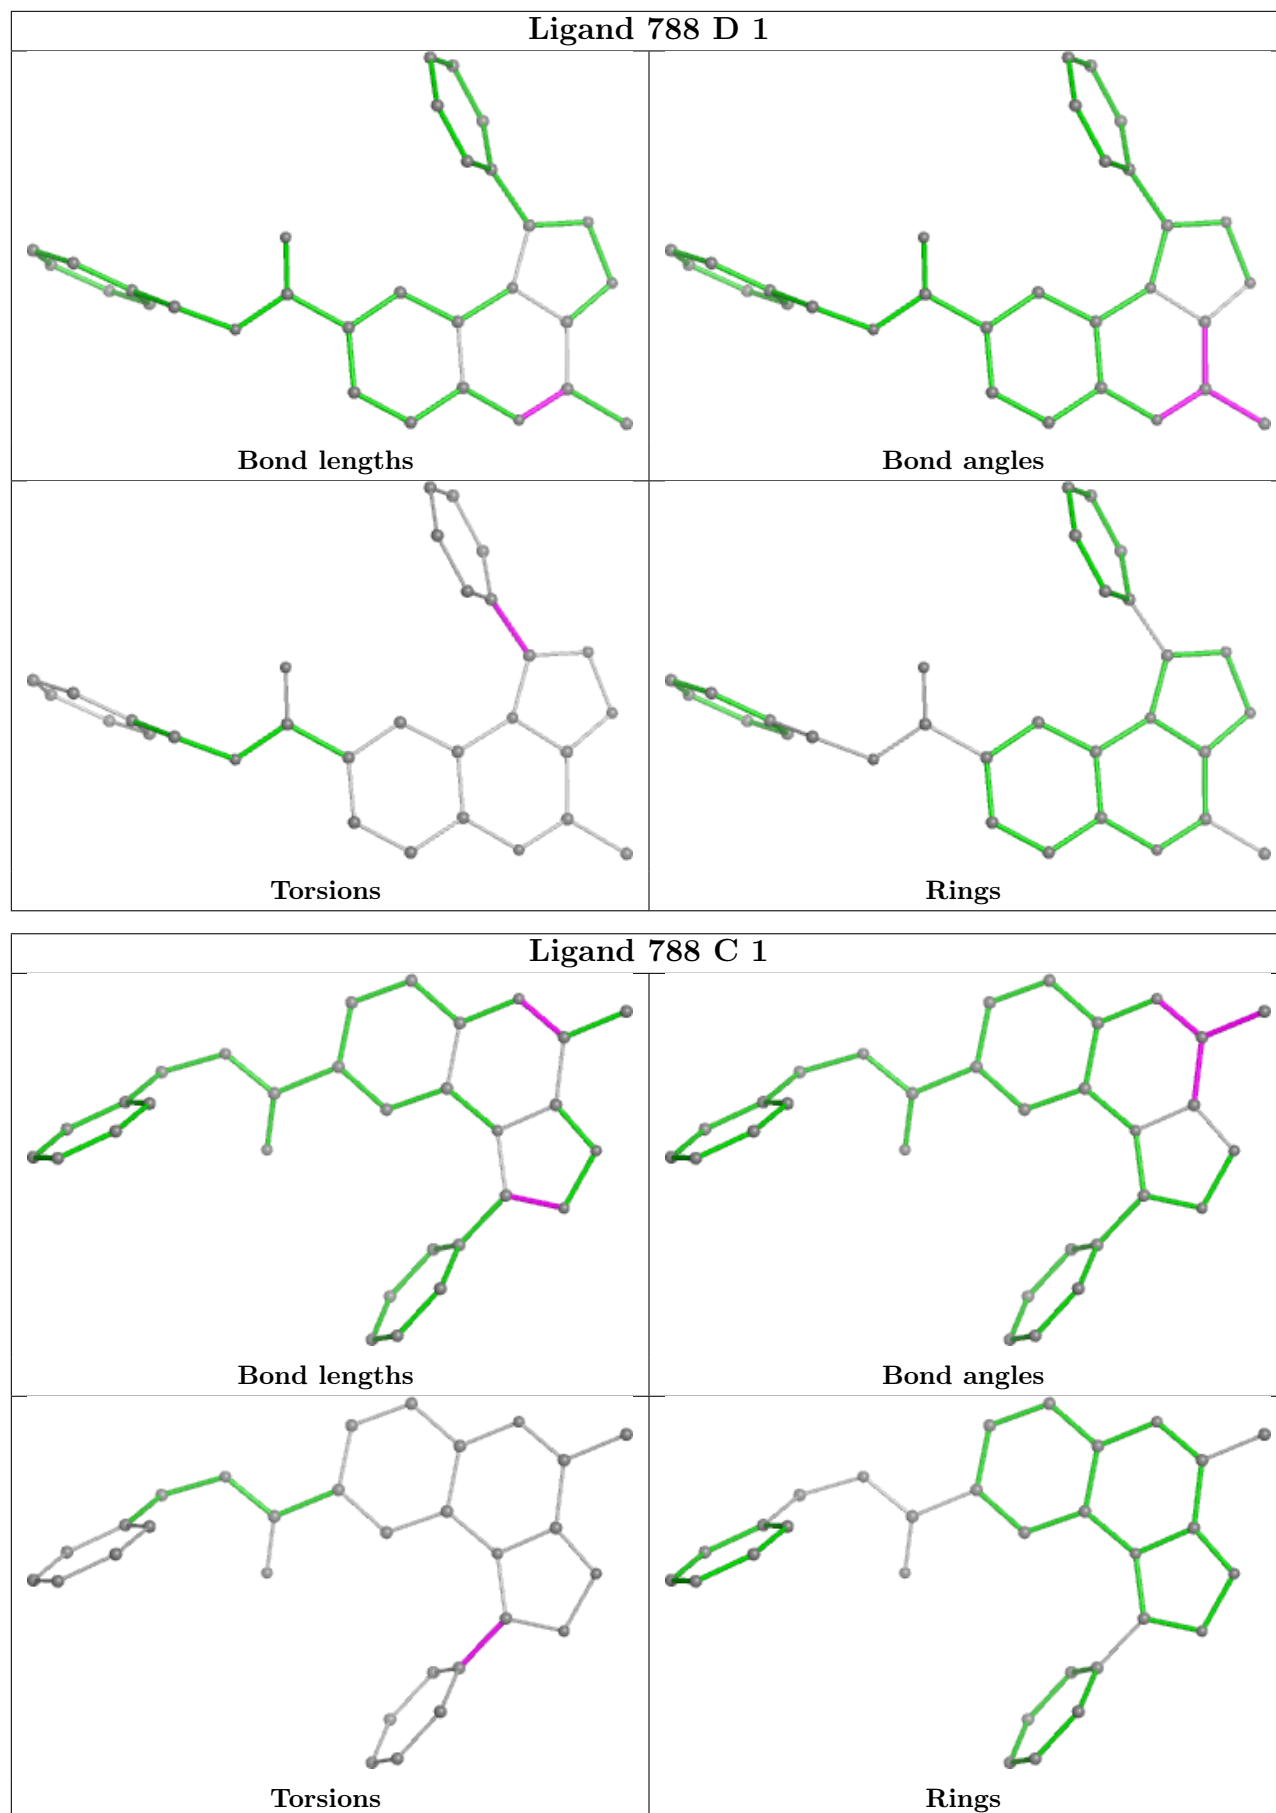 Ligand 788 D 1
Bond lengths
Bond angles
Torsions
Rings
Ligand 788 C 1
Bond lengths
Bond angles
Torsions
Rings